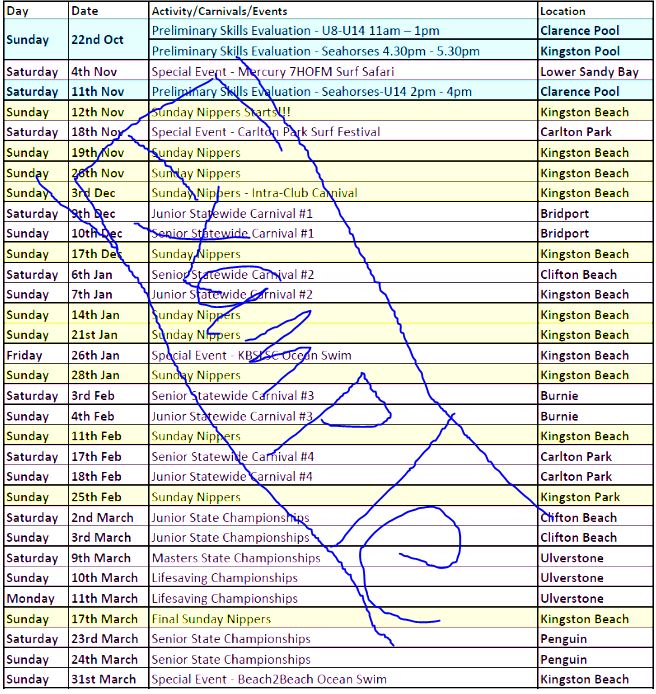 Day Date Activity/Carnivals/Events Location
Sunday 22nd Oct Preliminary Skills Evaluation - U8-U14 11am – 1pm Clarence Pool
Preliminary Skills Evaluation - Seahorses 4.30pm - 5.30pm Kingston Pool
Saturday 4th Nov Special Event - Mercury 7HOFM Surf Safari Lower Sandy Bay
Saturday 11th Nov Preliminary Skills Evaluation - Seahorses-U14 2pm - 4pm Clarence Pool
Sunday 12th Nov Sunday Nippers Starts!!! Kingston Beach
Saturday 18th Nov Special Event - Carlton Park Surf Festival Carlton Park
Sunday 19th Nov Sunday Nippers Kingston Beach
Sunday 26th Nov Sunday Nippers Kingston Beach
Sunday 3rd Dec Sunday Nippers - Intra-Club Carnival Kingston Beach
Saturday 9th Dec Junior Statewide Carnival #1 Bridport
Sunday 10th Dec Senior Statewide Carnival #1 Bridport
Sunday 17th Dec Sunday Nippers Kingston Beach
Saturday 6th Jan Senior Statewide Carnival #2 Clifton Beach
Sunday 7th Jan Junior Statewide Carnival #2 Kingston Beach
Sunday 14th Jan Sunday Nippers Kingston Beach
Sunday 21st Jan Sunday Nippers Kingston Beach
Friday 26th Jan Special Event - KBSLSC Ocean Swim Kingston Beach
Sunday 28th Jan Sunday Nippers Kingston Beach
Saturday 3rd Feb Senior Statewide Carnival #3 Burnie
Sunday 4th Feb Junior Statewide Carnival #3 Burnie
Sunday 11th Feb Sunday Nippers Kingston Beach
Saturday 17th Feb Senior Statewide Carnival #4 Carlton Park
Sunday 18th Feb Junior Statewide Carnival #4 Carlton Park
Sunday 25th Feb Sunday Nippers Kingston Park
Saturday 2nd March Junior State Championships Clifton Beach
Sunday 3rd March Junior State Championships Clifton Beach
Saturday 9th March Masters State Championships Ulverstone
Sunday 10th March Lifesaving Championships Ulverstone
Monday 11th March Lifesaving Championships Ulverstone
Sunday 17th March Final Sunday Nippers Kingston Beach
Saturday 23rd March Senior State Championships Penguin
Sunday 24th March Senior State Championships Penguin
Sunday 31st March Special Event - Beach2Beach Ocean Swim Kingston Beach